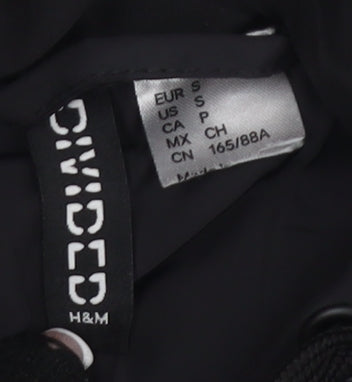 DIVIDED
H&M
EUR S
US S
CA P
MX CH
CN 165/88A